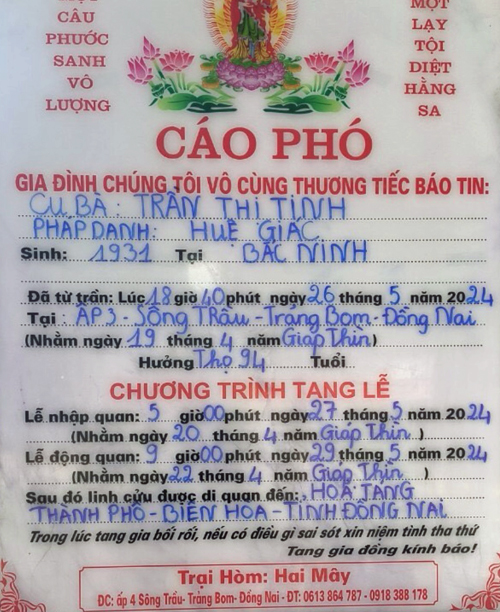 CÂU
PHƯỚC
SANH
VÔ
LƯỢNG
MỘT
LẠY
TỘI
DIỆT
HẰNG
SA
CÁO PHÓ
GIA ĐÌNH CHÚNG TÔI VÔ CÙNG THƯƠNG TIẾC BÁO TIN:
CỤ BÀ: TRẦN THỊ TÌNH
PHÁP DANH: HUỆ GIÁC
Sinh: 1931 Tại BẮC NINH
Đã từ trần: Lúc 18 giờ 40 phút ngày 26 tháng 5 năm 2024
Tại: ẤP 3 - Sông TRầu - Trảng Bom - Đồng Nai
(Nhằm ngày 19 tháng 4 năm Giáp Thìn)
Hưởng Thọ 94 Tuổi
CHƯƠNG TRÌNH TANG LỄ
Lễ nhập quan: 5 giờ 00 phút ngày 27 tháng 5 năm 2024
(Nhằm ngày 20 tháng 4 năm Giáp Thìn)
Lễ động quan: 9 giờ 00 phút ngày 29 tháng 5 năm 2024
(Nhằm ngày 22 tháng 4 năm Giáp Thìn)
Sau đó linh cửu được di quan đến: HỎA TÁNG
THÀNH PHỐ - BIÊN HÒA - TỈNH ĐỒNG NAI
Trong lúc tang gia bối rối, nếu có điều gì sai sót xin niệm tình tha thứ
Tang gia đồng kính báo!
Trại Hòm: Hai Mây
ĐC: ấp 4 Sông Trầu- Trảng Bom- Đồng Nai - ĐT: 0613 864 787 - 0918 388 178